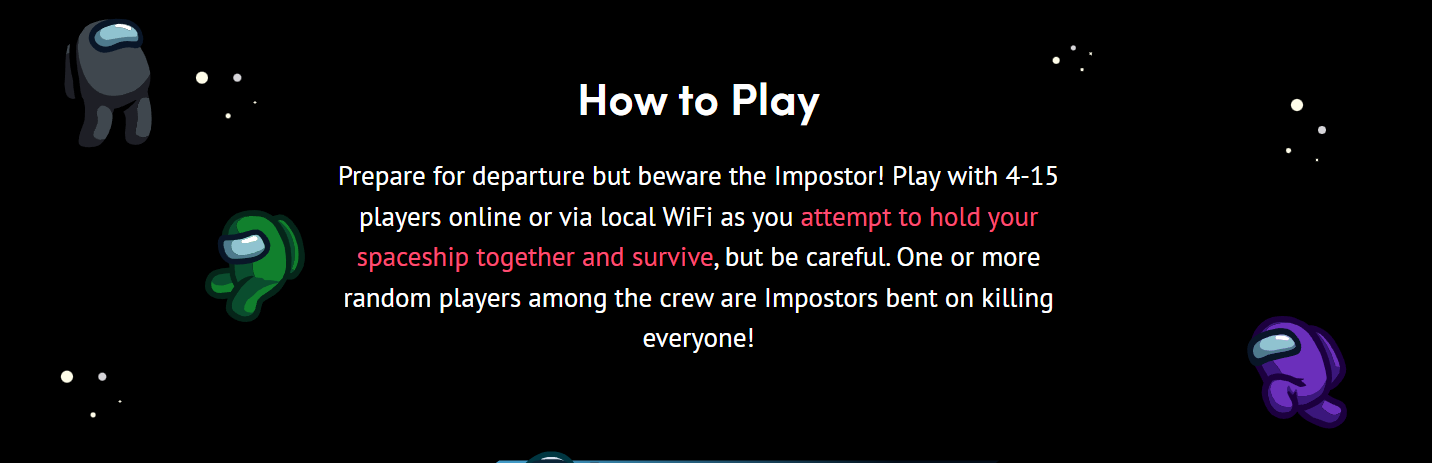 How to Play
Prepare for departure but beware the Impostor! Play with 4-15
players online or via local WiFi as you attempt to hold your
spaceship together and survive, but be careful. One or more
random players among the crew are Impostors bent on killing
everyone!